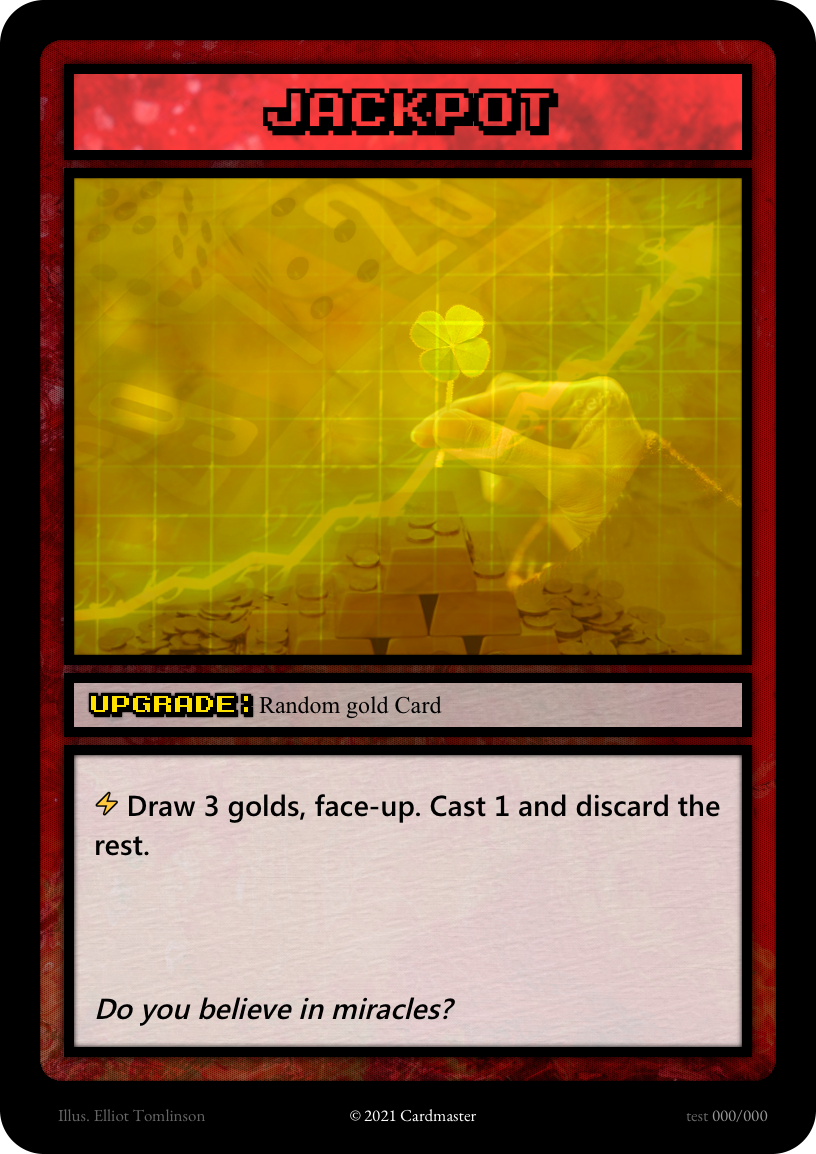 JACKPOT
UPGRADE: Random gold Card
⚡ Draw 3 golds, face-up. Cast 1 and discard the
rest.
Do you believe in miracles?
Illus. Elliot Tomlinson © 2021 Cardmaster test 000/000